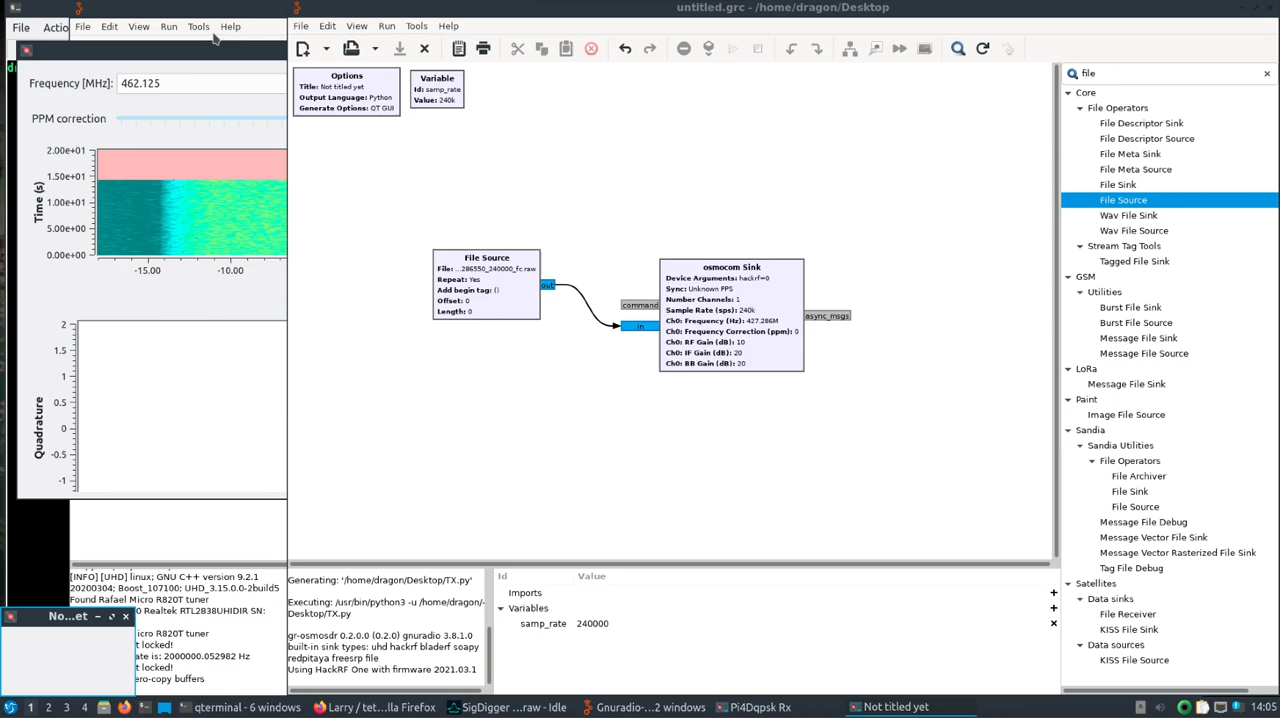 untitled.grc - /home/dragon/Desktop
File Actio
File Edit View Run Tools Help
File Edit View Run Tools Help
Frequency [MHz]: 462.125
PPM correction
2.00e+01
1.50e+01
1.00e+01
5.00e+00
0.00e+00
Time (s)
-15.00 -10.00
2
1.5
1
0.5
0
-0.5
-1
Quadrature
Options
Title: Not titled yet
Output Language: Python
Generate Options: QT GUI
Variable
Id: samp_rate
Value: 240k
File Source
File: ...286550_240000_fc.raw
Repeat: Yes
Add begin tag: ()
Offset: 0
Length: 0
out
command
in
osmocom Sink
Device Arguments: hackrf=0
Sync: Unknown PPS
Number Channels: 1
Sample Rate (sps): 240k
Ch0: Frequency (Hz): 427.286M
Ch0: Frequency Correction (ppm): 0
Ch0: RF Gain (dB): 10
Ch0: IF Gain (dB): 20
Ch0: BB Gain (dB): 20
async_msgs
file
Core
File Operators
File Descriptor Sink
File Descriptor Source
File Meta Sink
File Meta Source
File Sink
File Source
Wav File Sink
Wav File Source
Stream Tag Tools
Tagged File Sink
GSM
Utilities
Burst File Sink
Burst File Source
Message File Sink
Message File Source
LoRa
Message File Sink
Paint
Image File Source
Sandia
Sandia Utilities
File Operators
File Archiver
File Sink
File Source
Message File Debug
Message Vector File Sink
Message Vector Rasterized File Sink
Tag File Debug
Satellites
Data sinks
File Receiver
KISS File Sink
Data sources
KISS File Source
[INFO] [UHD] linux; GNU C++ version 9.2.1
20200304; Boost_107100; UHD_3.15.0.0-2build5
Found Rafael Micro R820T tuner
0 Realtek RTL2838UHIDIR SN:
icro R820T tuner
t locked!
ate is: 2000000.052982 Hz
t locked!
ero-copy buffers
No...et
Generating: '/home/dragon/Desktop/TX.py'
Executing: /usr/bin/python3 -u /home/dragon/
Desktop/TX.py
gr-osmosdr 0.2.0.0 (0.2.0) gnuradio 3.8.1.0
built-in sink types: uhd hackrf bladerf soapy
redpitaya freesrp file
Using HackRF One with firmware 2021.03.1
Id Value
Imports
Variables
samp_rate 240000
1 2 3 4 qterminal - 6 windows Larry / tet...lla Firefox SigDigger ...raw - Idle Gnuradio-...2 windows Pi4Dqpsk Rx Not titled yet 14:05